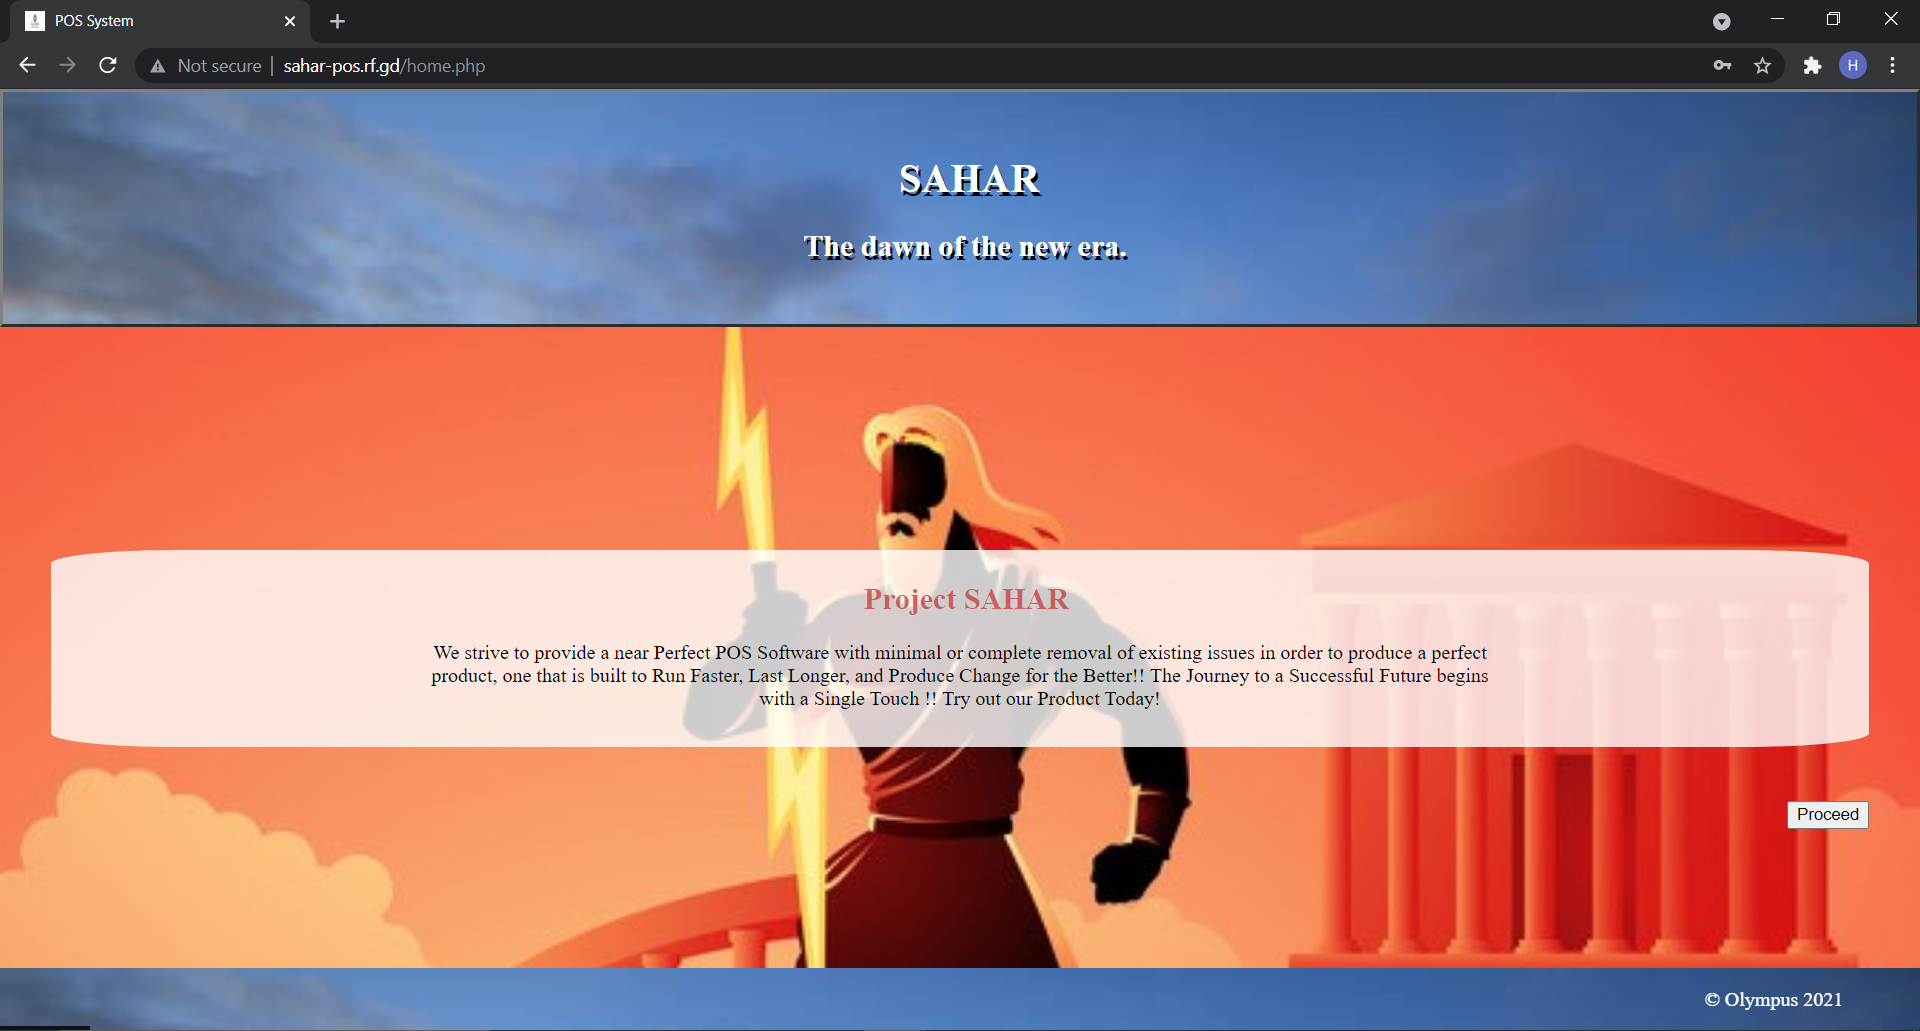 POS System
Not secure | sahar-pos.rf.gd/home.php
H
SAHAR
The dawn of the new era.
Project SAHAR
We strive to provide a near Perfect POS Software with minimal or complete removal of existing issues in order to produce a perfect
product, one that is built to Run Faster, Last Longer, and Produce Change for the Better!! The Journey to a Successful Future begins
with a Single Touch !! Try out our Product Today!
Proceed
© Olympus 2021